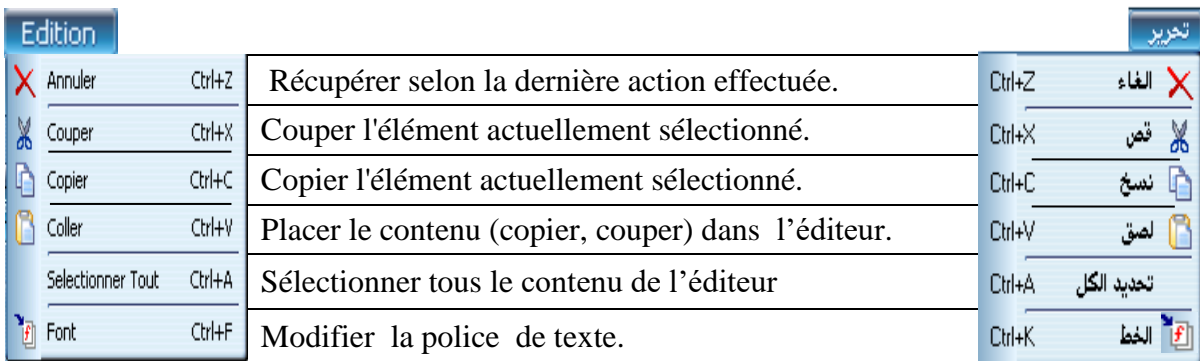 Edition تحرير
Annuler Ctrl+Z Récupérer selon la dernière action effectuée. Ctrl+Z الغاء
Couper Ctrl+X Couper l'élément actuellement sélectionné. Ctrl+X قص
Copier Ctrl+C Copier l'élément actuellement sélectionné. Ctrl+C نسخ
Coller Ctrl+V Placer le contenu (copier, couper) dans l’éditeur. Ctrl+V لصق
Selectionner Tout Ctrl+A Sélectionner tous le contenu de l’éditeur Ctrl+A تحديد الكل
Font Ctrl+F Modifier la police de texte. Ctrl+K الخط